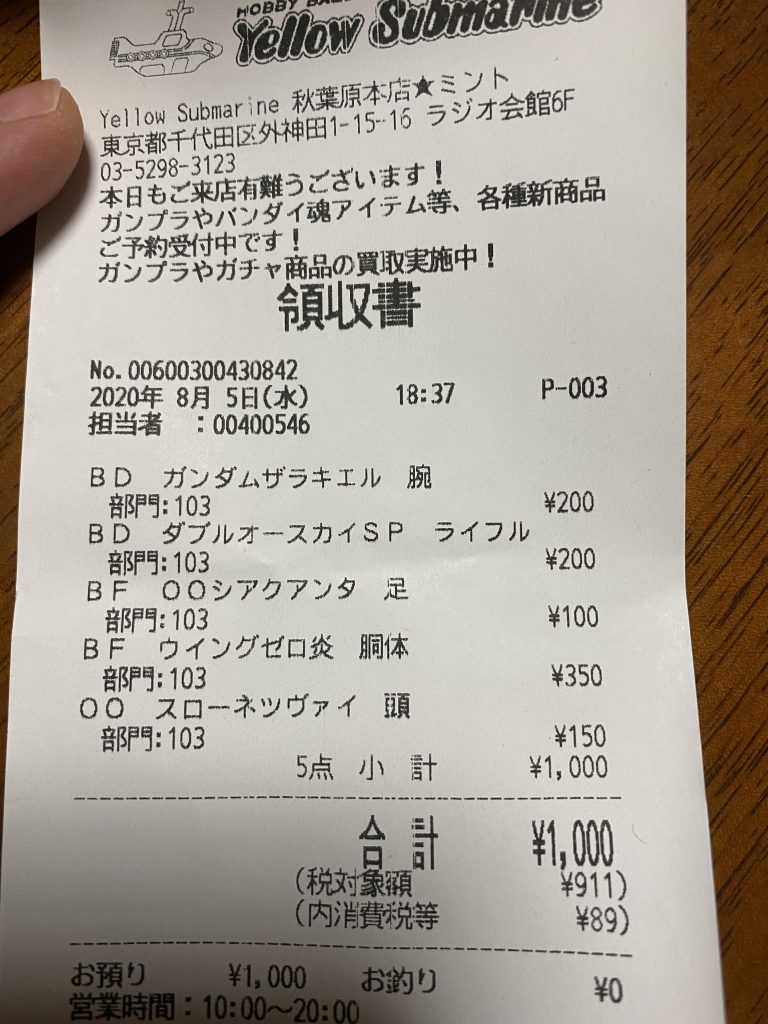 HOBBY BASE
Yellow Submarine
Yellow Submarine 秋葉原本店★ミント
東京都千代田区外神田1-15-16 ラジオ会館6F
03-5298-3123
本日もご来店有難うございます！
ガンプラやバンダイ魂アイテム等、各種新商品
ご予約受付中です！
ガンプラやガチャ商品の買取実施中！
領収書
No.00600300430842
2020年 8月 5日(水) 18:37 P-003
担当者 ：00400546
ＢＤ ガンダムザラキエル 腕
部門:103 ¥200
ＢＤ ダブルオースカイＳＰ ライフル
部門:103 ¥200
ＢＦ ００シアクアンタ 足
部門:103 ¥100
ＢＦ ウイングゼロ炎 胴体
部門:103 ¥350
００ スローネツヴァイ 頭
部門:103 ¥150
5点 小 計 ¥1,000
合 計 ¥1,000
(税対象額 ¥911)
(内消費税等 ¥89)
お預り ¥1,000 お釣り ¥0
営業時間：10:00～20:00